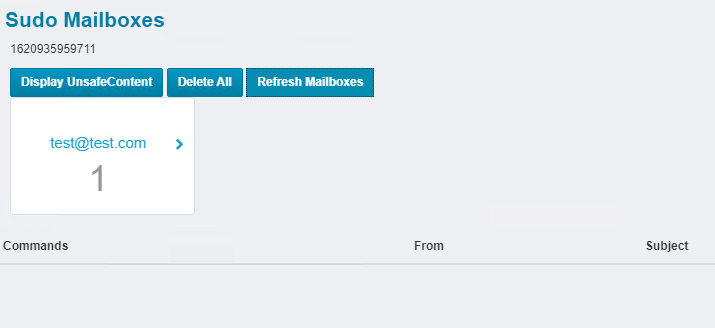 Sudo Mailboxes
1620935959711
Display UnsafeContent Delete All Refresh Mailboxes
test@test.com
1
Commands From Subject